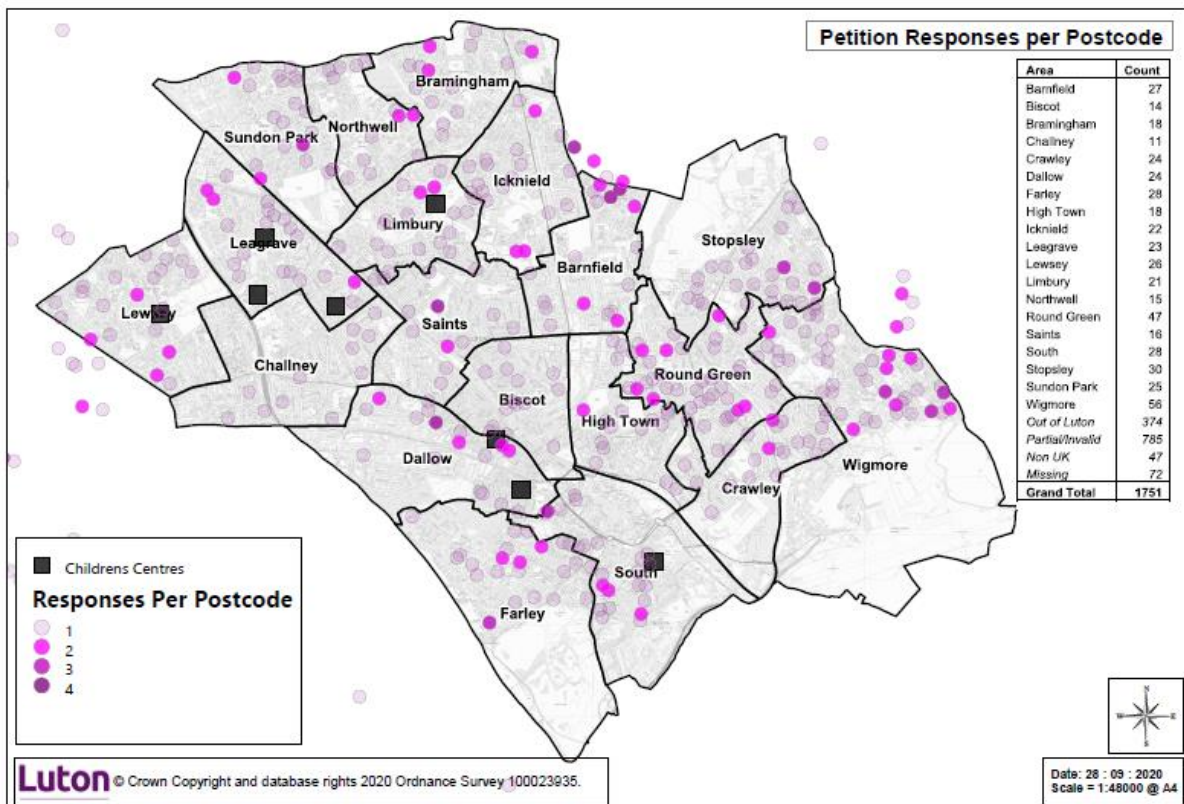 Petition Responses per Postcode
Area Count
Barnfield 27
Biscot 14
Bramingham 18
Challney 11
Crawley 24
Dallow 24
Farley 28
High Town 18
Icknield 22
Leagrave 23
Lewsey 26
Limbury 21
Northwell 15
Round Green 47
Saints 16
South 28
Stopsley 30
Sundon Park 25
Wigmore 56
Out of Luton 374
Partial/Invalid 785
Non UK 47
Missing 72
Grand Total 1751
Bramingham
Northwell
Sundon Park
Icknield
Limbury
Leagrave
Stopsley
Barnfield
Lewsey
Saints
Challney
Round Green
Biscot
High Town
Dallow
Wigmore
Crawley
South
Farley
Childrens Centres
Responses Per Postcode
1
2
3
4
N
W E
S
Luton © Crown Copyright and database rights 2020 Ordnance Survey 100023935.
Date: 28 : 09 : 2020
Scale = 1:48000 @ A4